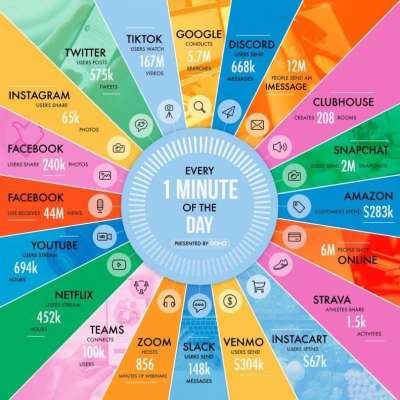 EVERY
1 MINUTE
OF THE
DAY
PRESENTED BY DOMO
GOOGLE
CONDUCTS
5.7M
SEARCHES
DISCORD
USERS SEND
668K
MESSAGES
12M
PEOPLE SEND AN
IMESSAGE
CLUBHOUSE
CREATES 208 ROOMS
SNAPCHAT
USERS SEND 2M SNAPCHATS
AMAZON
CUSTOMERS SPEND $283k
6M PEOPLE SHOP
ONLINE
STRAVA
ATHLETES SHARE
1.5k
ACTIVITIES
INSTACART
USERS SPEND
$67k
VENMO
USERS SEND
$304k
SLACK
USERS SEND
148k
MESSAGES
ZOOM
HOSTS
856
MINUTES OF WEBINARS
TEAMS
CONNECTS
100k
USERS
NETFLIX
USERS STREAM
452k
HOURS
YOUTUBE
USERS STREAM
694k
HOURS
FACEBOOK
LIVE RECEIVES 44M VIEWS
FACEBOOK
USERS SHARE 240k PHOTOS
INSTAGRAM
USERS SHARE
65k
PHOTOS
TWITTER
USERS POSTS
575k
TWEETS
TIKTOK
USERS WATCH
167M
VIDEOS